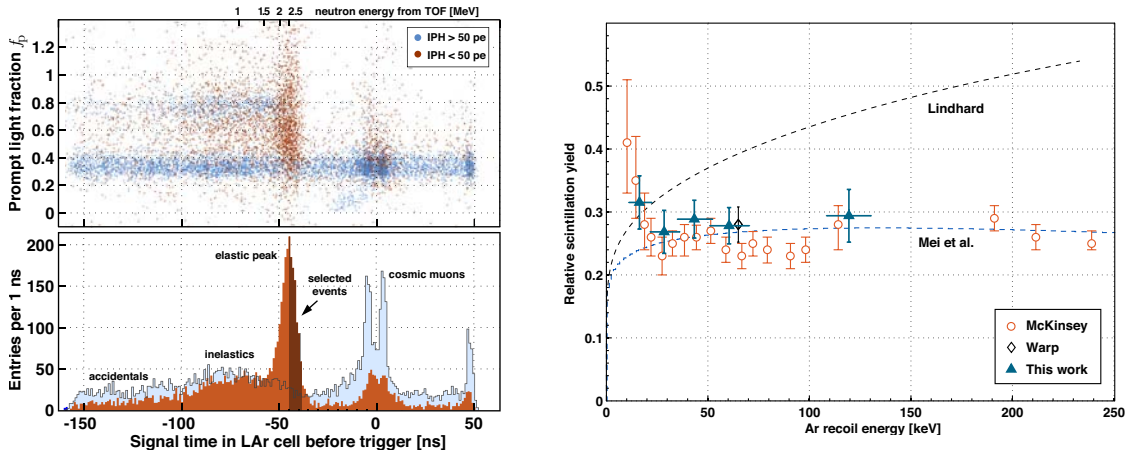 1 1.5 2 2.5 neutron energy from TOF [MeV]
Prompt light fraction fp
1.4
1.2
1
0.8
0.6
0.4
0.2
0
IPH > 50 pe
IPH < 50 pe
Entries per 1 ns
200
150
100
50
0
elastic peak
selected
events
cosmic muons
inelastics
accidentals
-150 -100 -50 0 50
Signal time in LAr cell before trigger [ns]
Relative scintillation yield
0.5
0.4
0.3
0.2
0.1
0
Lindhard
Mei et al.
McKinsey
Warp
This work
0 50 100 150 200 250
Ar recoil energy [keV]